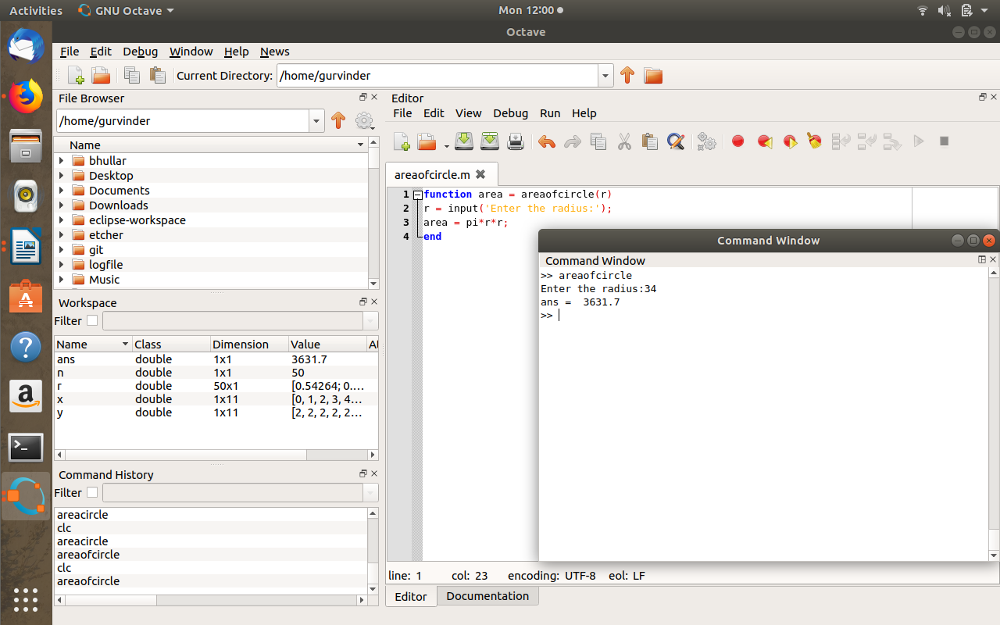 Activities GNU Octave Mon 12:00
Octave
File Edit Debug Window Help News
Current Directory: /home/gurvinder
File Browser
/home/gurvinder
Name
bhullar
Desktop
Documents
Downloads
eclipse-workspace
etcher
git
logfile
Music
Workspace
Filter
Name Class Dimension Value
ans double 1x1 3631.7
n double 1x1 50
r double 50x1 [0.54264; 0.…
x double 1x11 [0, 1, 2, 3, 4…
y double 1x11 [2, 2, 2, 2, 2…
Command History
Filter
areacircle
clc
areacircle
areaofcircle
clc
areaofcircle
Editor
File Edit View Debug Run Help
areaofcircle.m
1 function area = areaofcircle(r)
2 r = input('Enter the radius:');
3 area = pi*r*r;
4 end
Command Window
Command Window
>> areaofcircle
Enter the radius:34
ans =  3631.7
>>
line: 1 col: 23 encoding: UTF-8 eol: LF
Editor Documentation